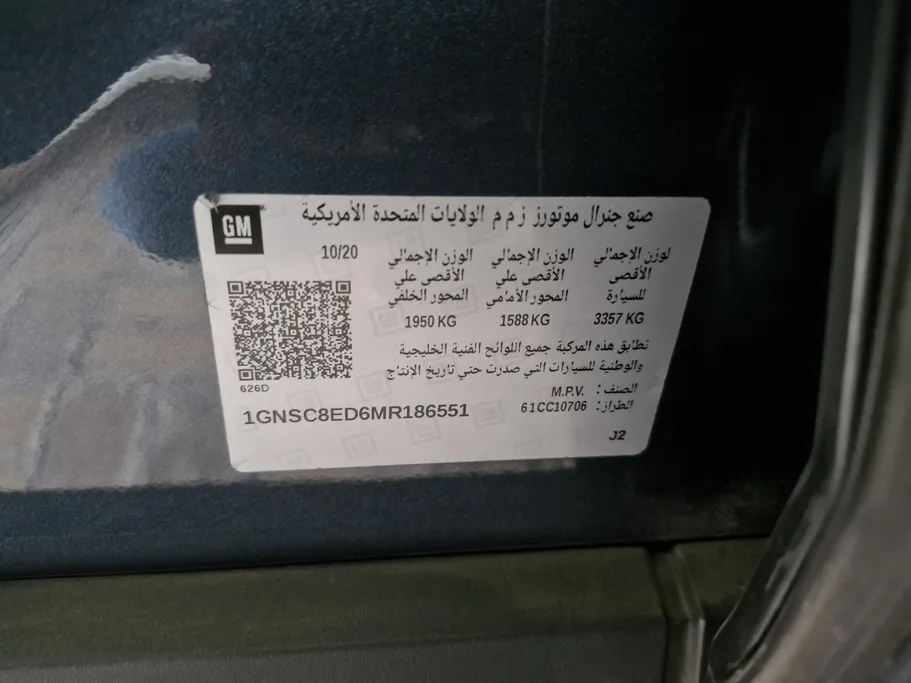 GM
صنع جنرال موتورز ز م م الولايات المتحدة الأمريكية
10/20
لوزن الإجمالي الأقصى للسيارة
3357 KG
الوزن الإجمالي الأقصى علي المحور الأمامي
1588 KG
الوزن الإجمالي الأقصى علي المحور الخلفي
1950 KG
تطابق هذه المركبة جميع اللوائح الفنية الخليجية
والوطنية للسيارات التي صدرت حتي تاريخ الإنتاج
الصنف: M.P.V.
الطراز: 61CC10706
626D
1GNSC8ED6MR186551
J2